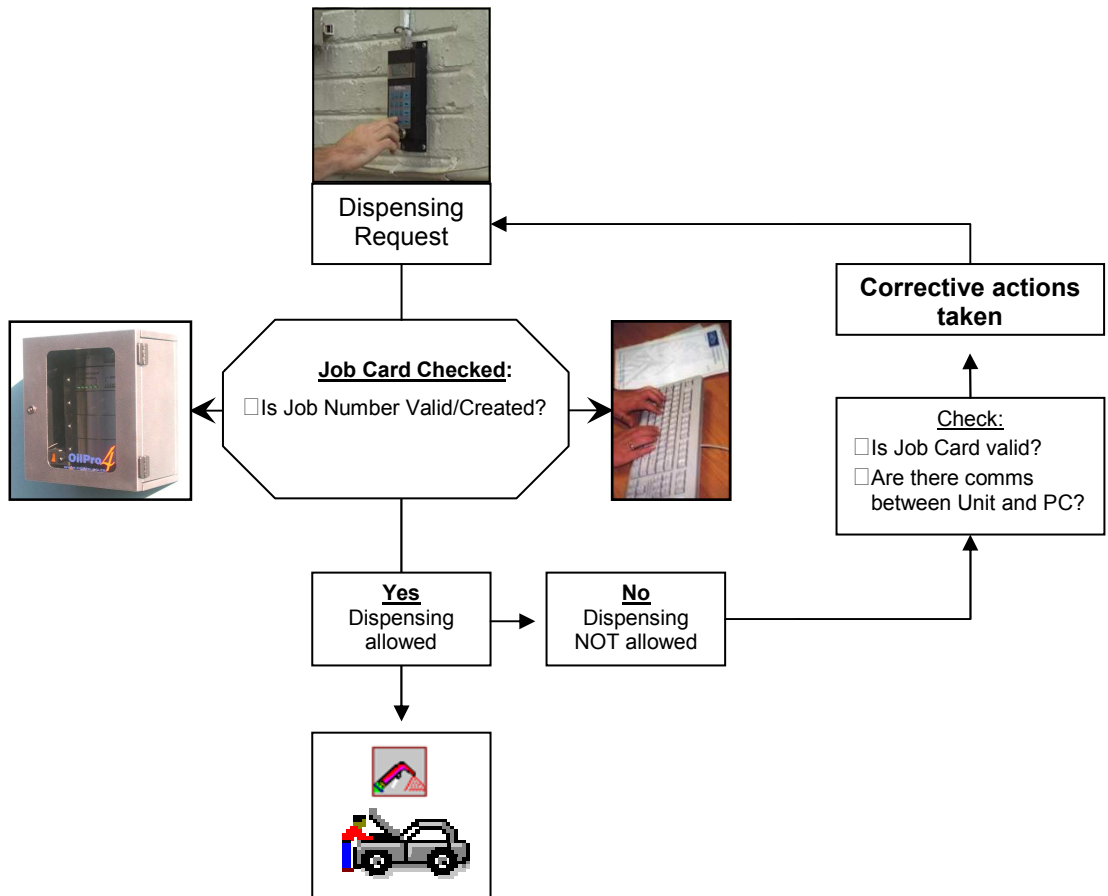 Dispensing
Request
Corrective actions
taken
Job Card Checked:
□Is Job Number Valid/Created?
OilPro4
Check:
□Is Job Card valid?
□Are there comms
between Unit and PC?
Yes
Dispensing
allowed
No
Dispensing
NOT allowed